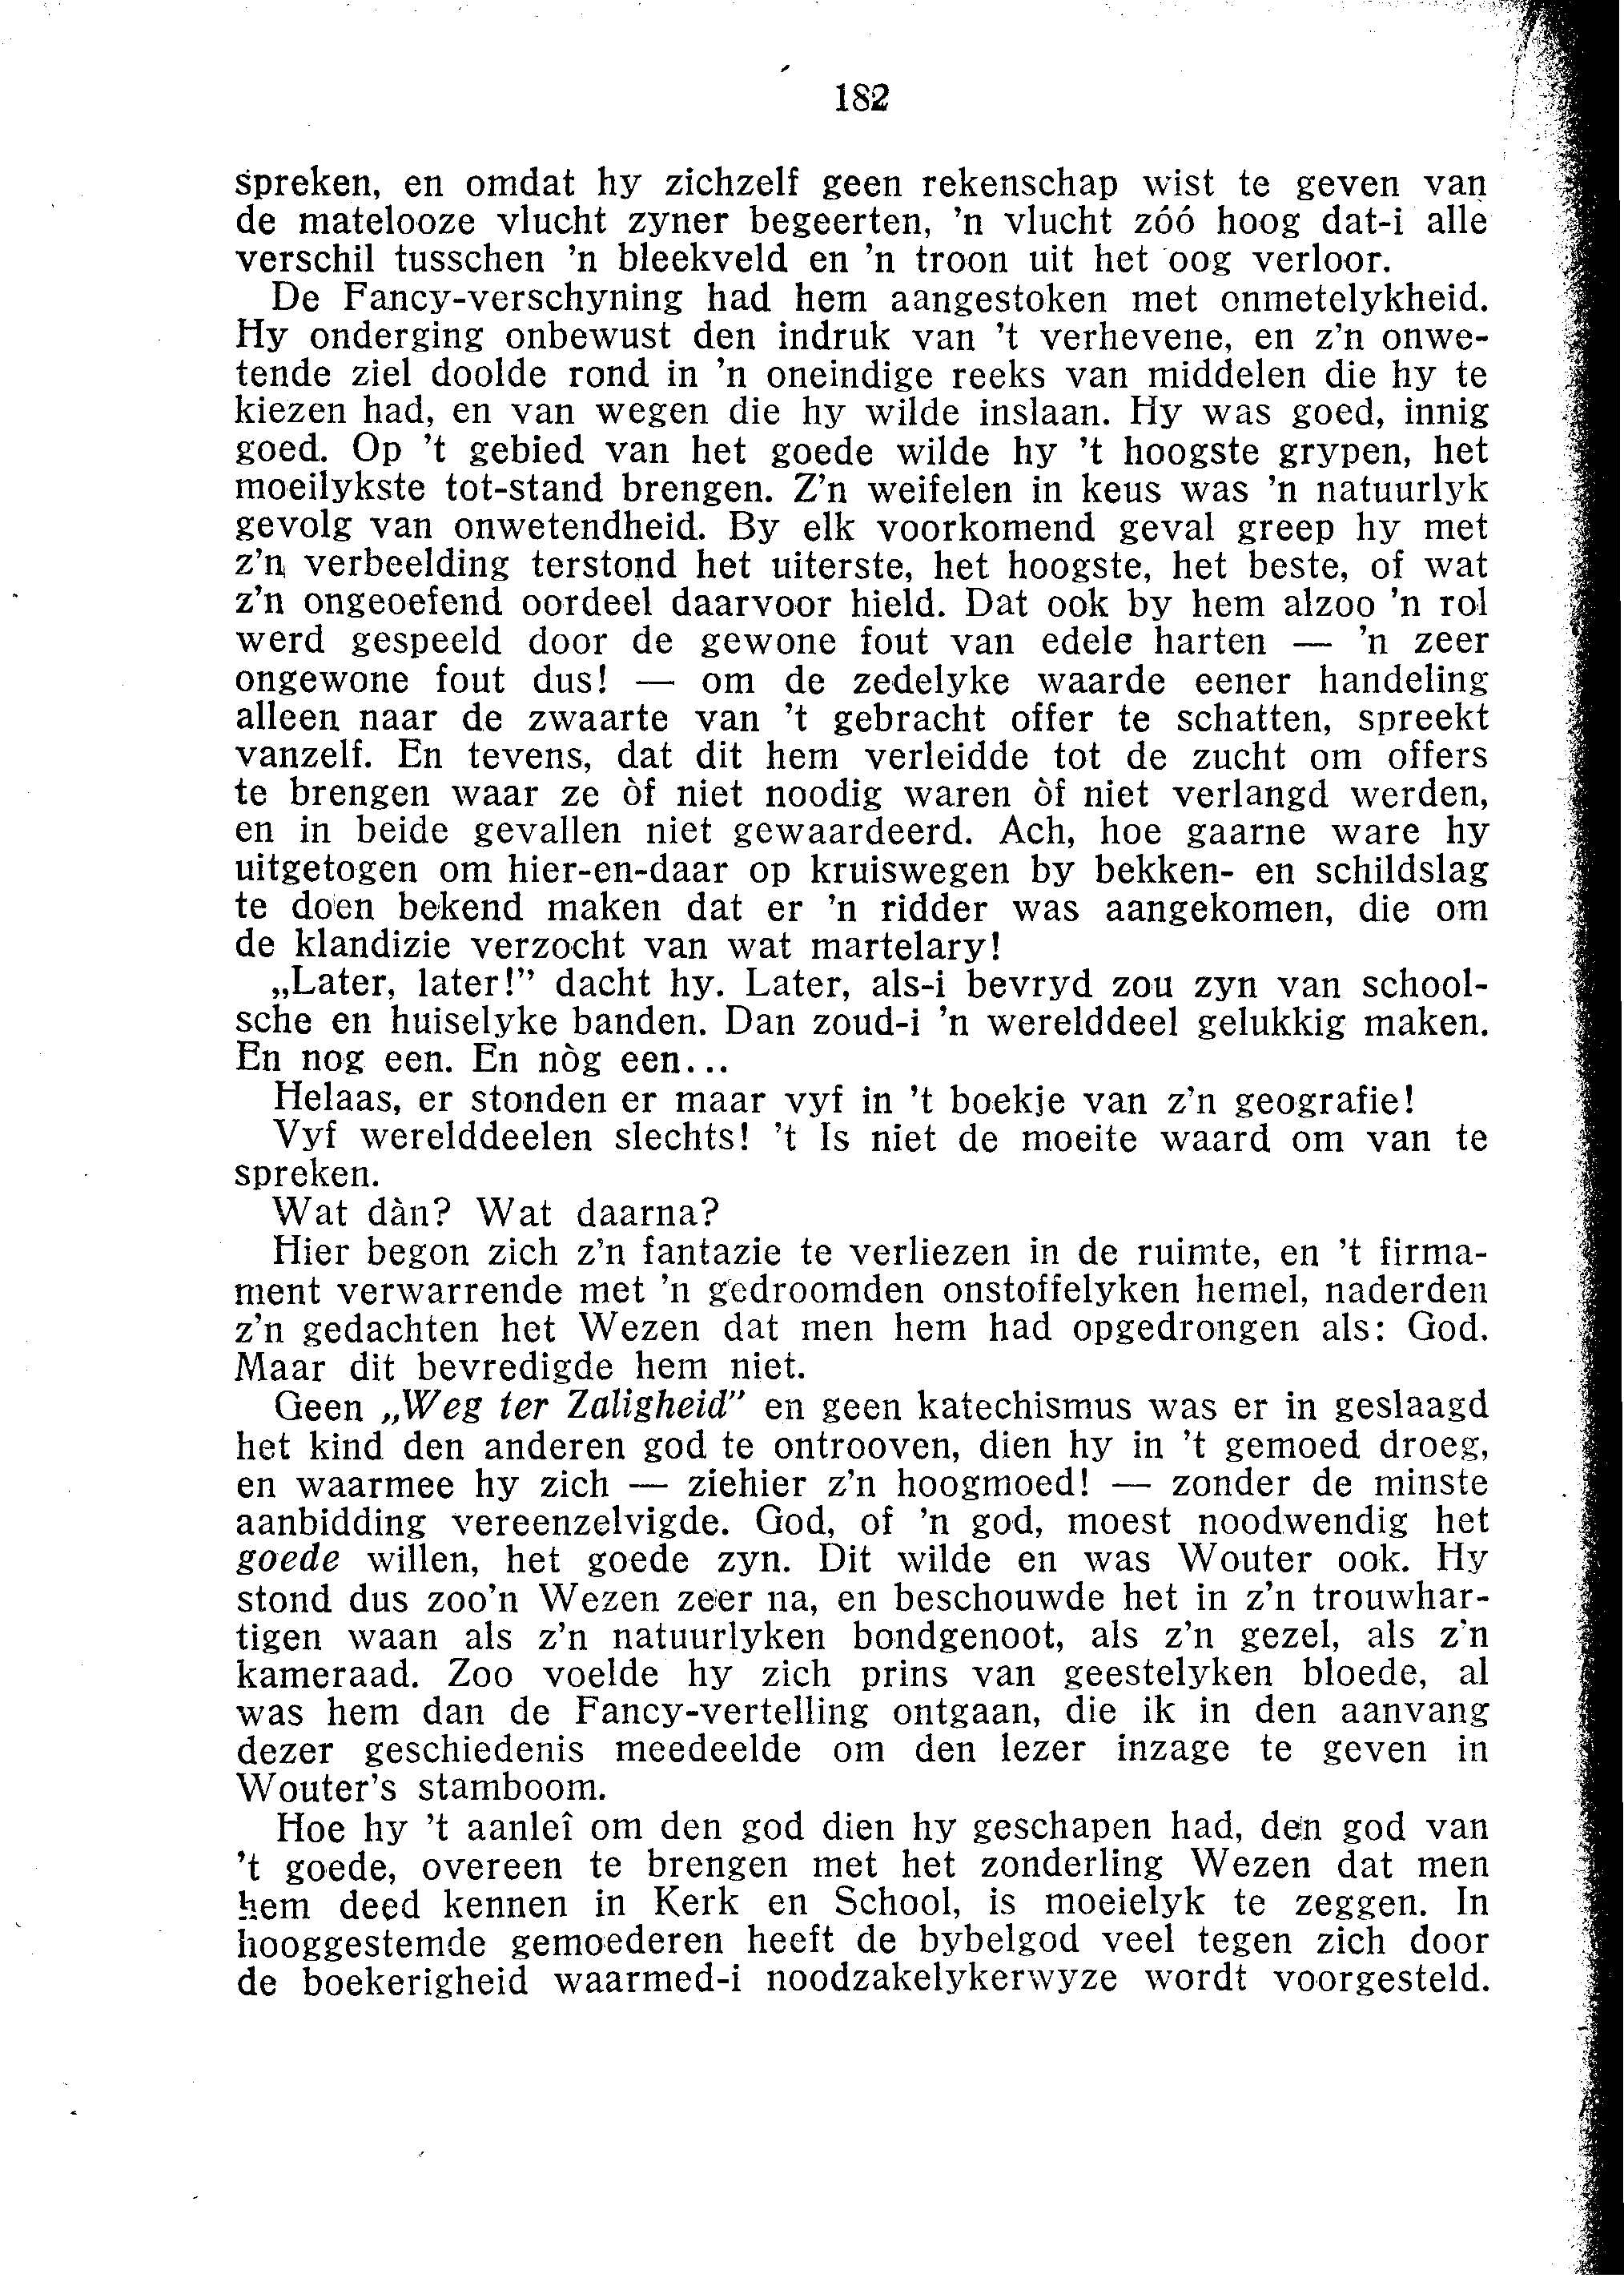 182
spreken, en omdat hy zichzelf geen rekenschap wist te geven van
de matelooze vlucht zyner begeerten, 'n vlucht zóó hoog dat-i alle
verschil tusschen 'n bleekveld en 'n troon uit het oog verloor.
De Fancy-verschyning had hem aangestoken met onmetelykheid.
Hy onderging onbewust den indruk van 't verhevene, en z'n onwe-
tende ziel doolde rond in 'n oneindige reeks van middelen die hy te
kiezen had, en van wegen die hy wilde inslaan. Hy was goed, innig
goed. Op 't gebied van het goede wilde hy 't hoogste grypen, het
moeilykste tot-stand brengen. Z'n weifelen in keus was 'n natuurlyk
gevolg van onwetendheid. By elk voorkomend geval greep hy met
z'n verbeelding terstond het uiterste, het hoogste, het beste, of wat
z'n ongeoefend oordeel daarvoor hield. Dat ook by hem alzoo 'n rol
werd gespeeld door de gewone fout van edele harten — 'n zeer
ongewone fout dus! — om de zedelyke waarde eener handeling
alleen naar de zwaarte van 't gebracht offer te schatten, spreekt
vanzelf. En tevens, dat dit hem verleidde tot de zucht om offers
te brengen waar ze òf niet noodig waren òf niet verlangd werden,
en in beide gevallen niet gewaardeerd. Ach, hoe gaarne ware hy
uitgetogen om hier-en-daar op kruiswegen by bekken- en schildslag
te doen bekend maken dat er 'n ridder was aangekomen, die om
de klandizie verzocht van wat martelary!
„Later, later!” dacht hy. Later, als-i bevryd zou zyn van school-
sche en huiselyke banden. Dan zoud-i 'n werelddeel gelukkig maken.
En nog een. En nòg een...
Helaas, er stonden er maar vyf in 't boekje van z'n geografie!
Vyf werelddeelen slechts! 't Is niet de moeite waard om van te
spreken.
Wat dàn? Wat daarna?
Hier begon zich z'n fantazie te verliezen in de ruimte, en 't firma-
ment verwarrende met 'n gedroomden onstoffelyken hemel, naderden
z'n gedachten het Wezen dat men hem had opgedrongen als: God.
Maar dit bevredigde hem niet.
Geen „Weg ter Zaligheid” en geen katechismus was er in geslaagd
het kind den anderen god te ontrooven, dien hy in 't gemoed droeg,
en waarmee hy zich — ziehier z'n hoogmoed! — zonder de minste
aanbidding vereenzelvigde. God, of 'n god, moest noodwendig het
goede willen, het goede zyn. Dit wilde en was Wouter ook. Hy
stond dus zoo'n Wezen zeer na, en beschouwde het in z'n trouwhar-
tigen waan als z'n natuurlyken bondgenoot, als z'n gezel, als z'n
kameraad. Zoo voelde hy zich prins van geestelyken bloede, al
was hem dan de Fancy-vertelling ontgaan, die ik in den aanvang
dezer geschiedenis meedeelde om den lezer inzage te geven in
Wouter's stamboom.
Hoe hy 't aanleî om den god dien hy geschapen had, den god van
't goede, overeen te brengen met het zonderling Wezen dat men
hem deed kennen in Kerk en School, is moeielyk te zeggen. In
hooggestemde gemoederen heeft de bybelgod veel tegen zich door
de boekerigheid waarmed-i noodzakelykerwyze wordt voorgesteld.